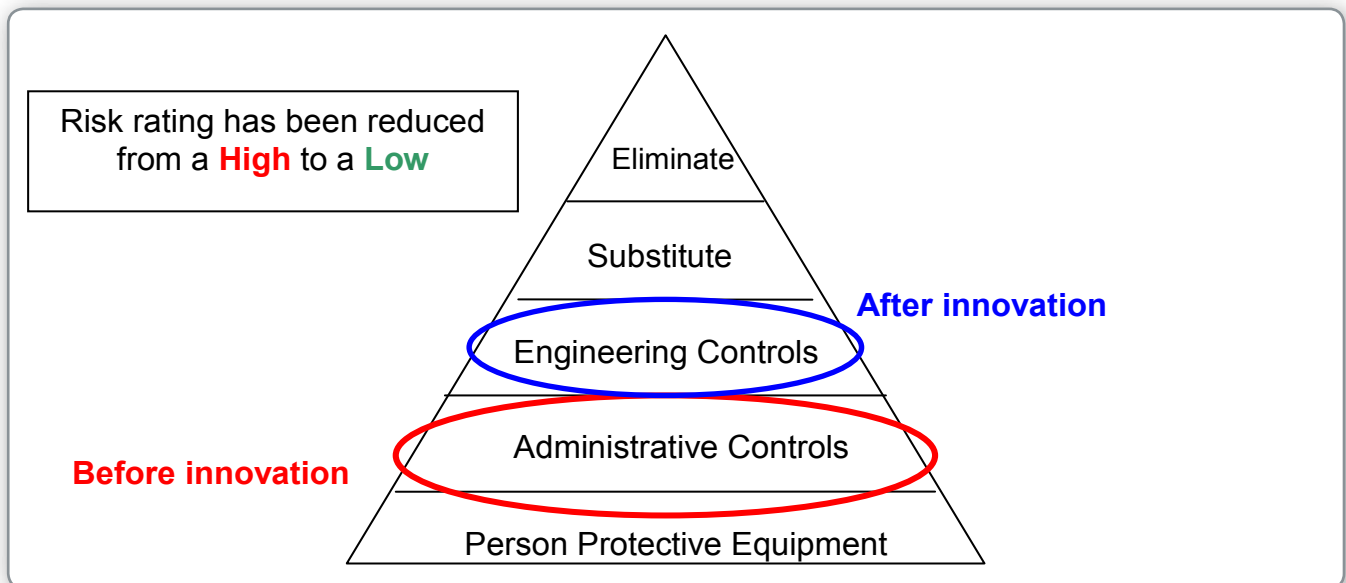 Risk rating has been reduced
from a High to a Low
Eliminate
Substitute
After innovation
Engineering Controls
Administrative Controls
Before innovation
Person Protective Equipment